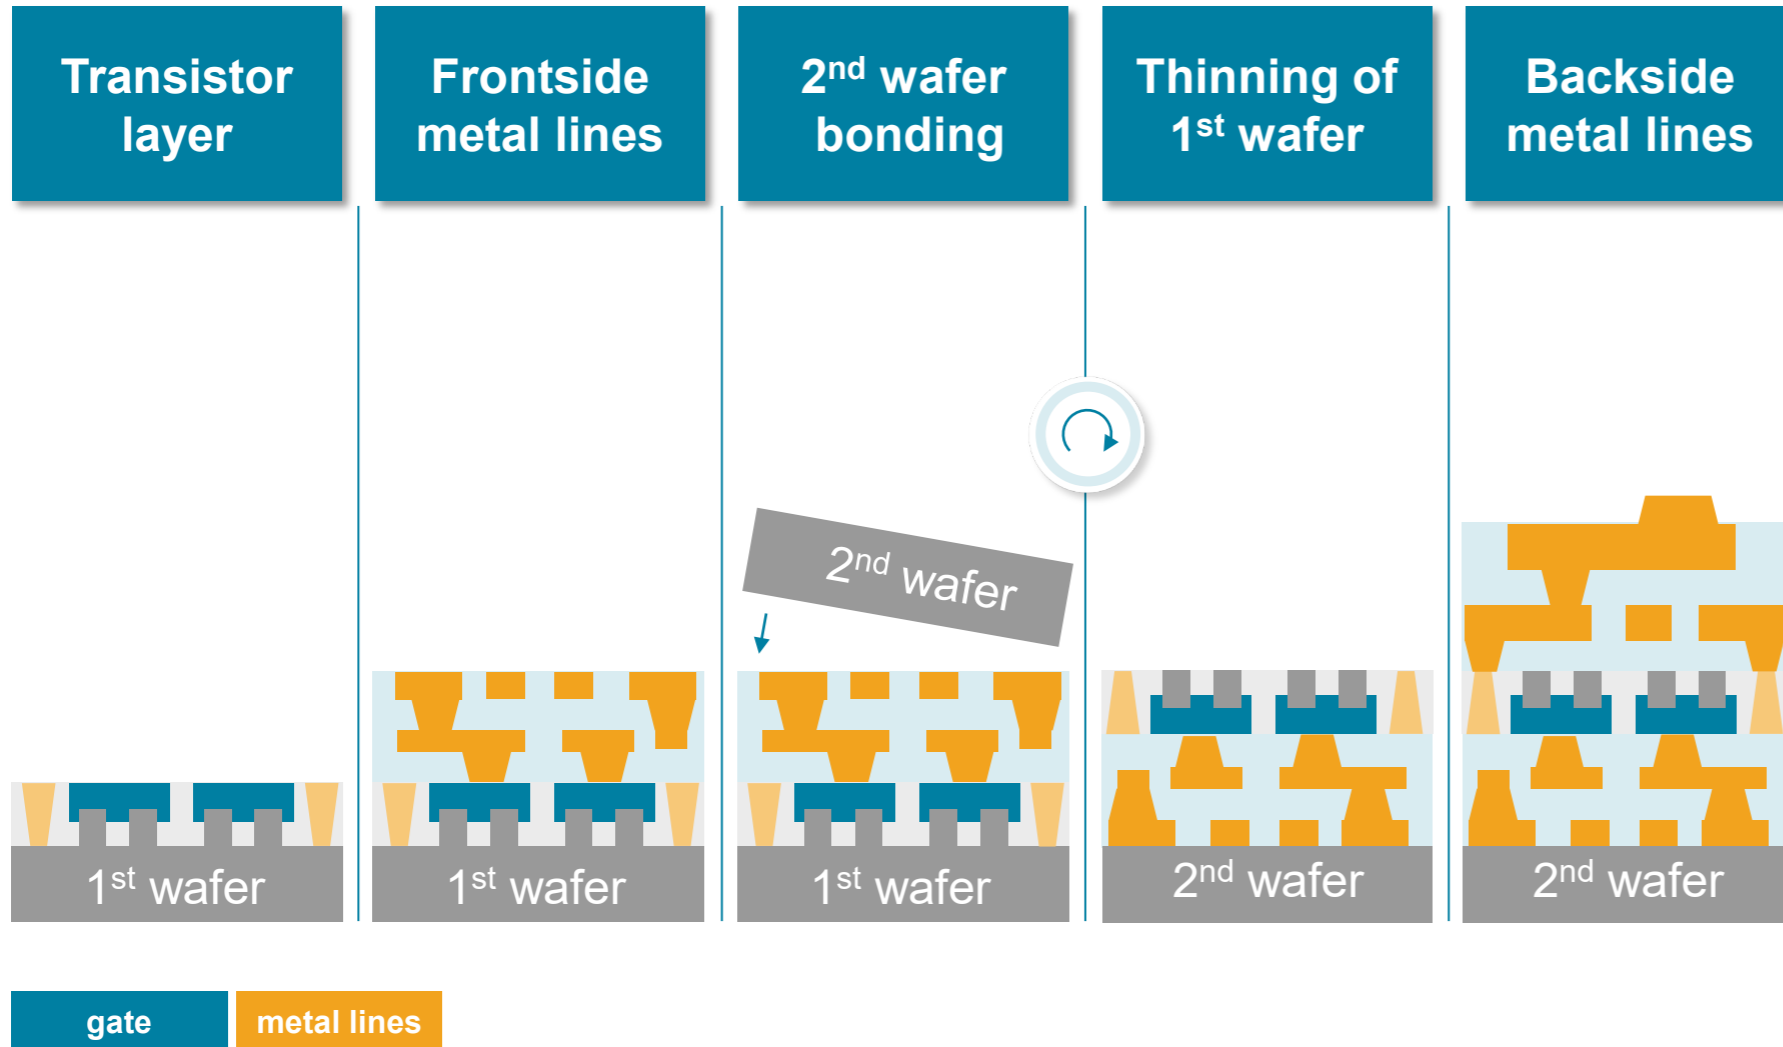 Transistor
layer
Frontside
metal lines
2nd wafer
bonding
Thinning of
1st wafer
Backside
metal lines
2nd wafer
1st wafer
1st wafer
1st wafer
2nd wafer
2nd wafer
gate
metal lines